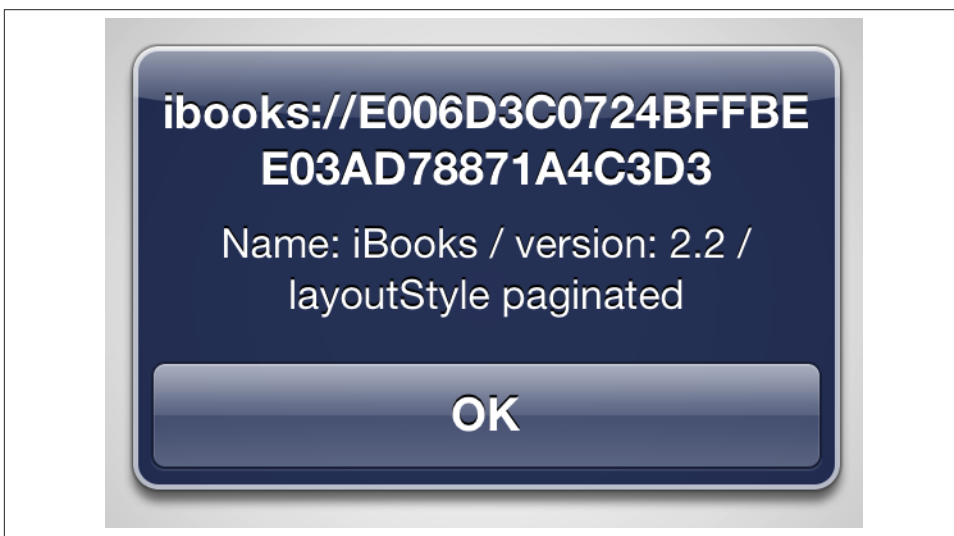 ibooks://E006D3C0724BFFBE
E03AD78871A4C3D3
Name: iBooks / version: 2.2 /
layoutStyle paginated
OK